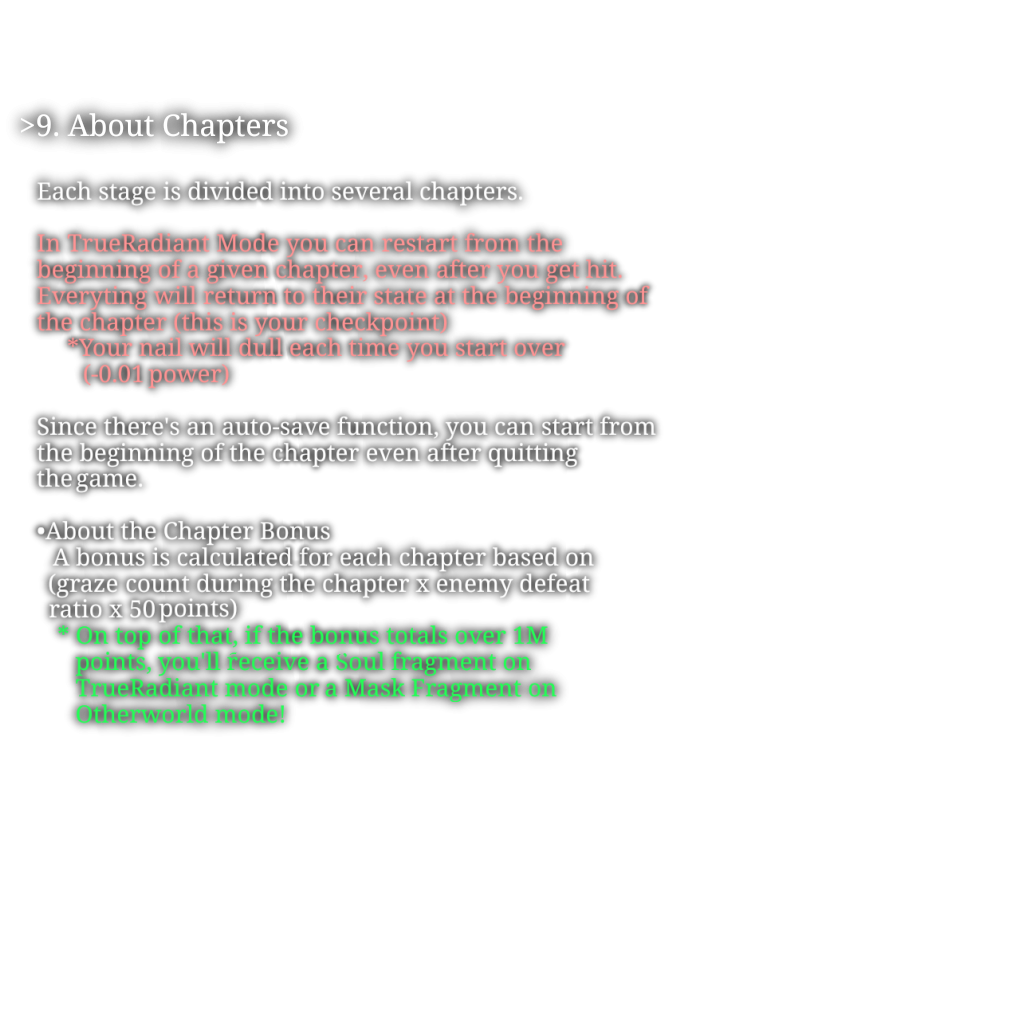 >9. About Chapters
Each stage is divided into several chapters.
In TrueRadiant Mode you can restart from the
beginning of a given chapter, even after you get hit.
Everyting will return to their state at the beginning of
the chapter (this is your checkpoint)
*Your nail will dull each time you start over
(-0.01 power)
Since there's an auto-save function, you can start from
the beginning of the chapter even after quitting
the game.
•About the Chapter Bonus
A bonus is calculated for each chapter based on
(graze count during the chapter x enemy defeat
ratio x 50 points)
* On top of that, if the bonus totals over 1M
points, you'll receive a Soul fragment on
TrueRadiant mode or a Mask Fragment on
Otherworld mode!